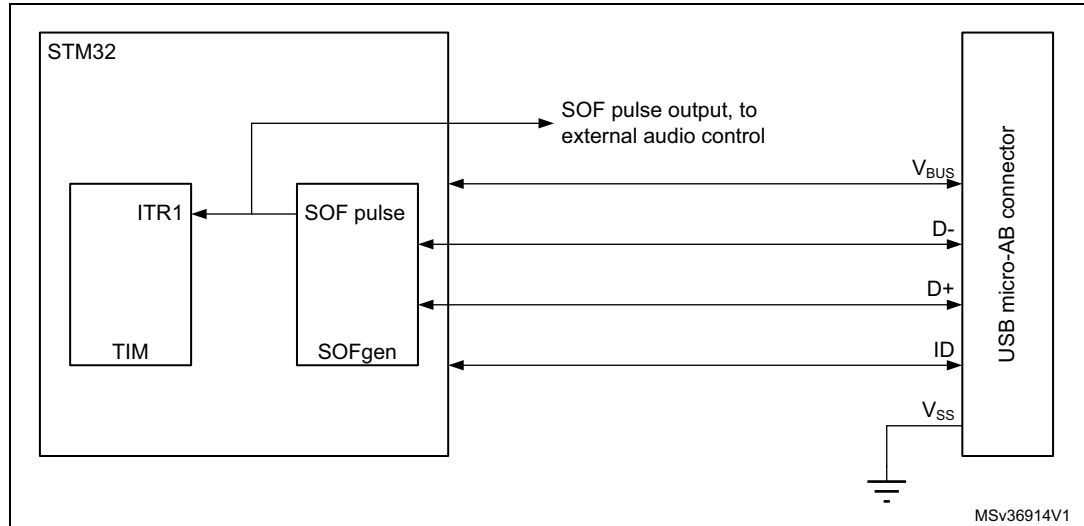 STM32
SOF pulse output, to
external audio control
VBUS
ITR1
SOF pulse
D-
D+
TIM
SOFgen
ID
VSS
USB micro-AB connector
MSv36914V1